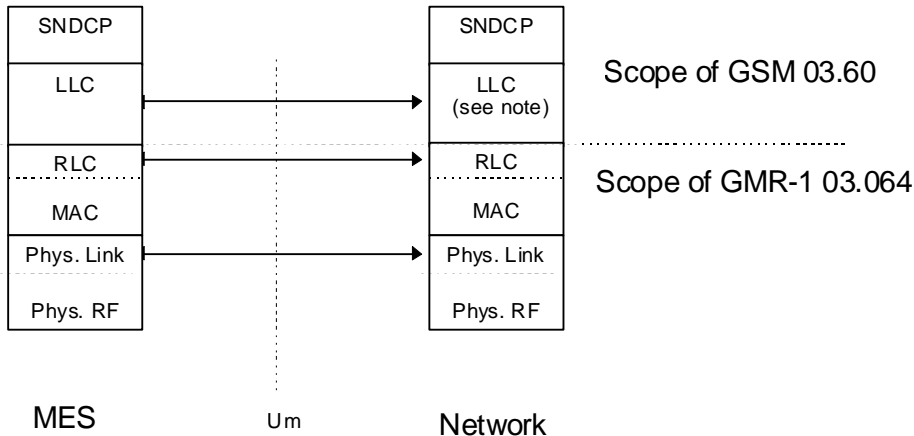 SNDCP
SNDCP
LLC
LLC
(see note)
Scope of GSM 03.60
RLC
RLC
Scope of GMR-1 03.064
MAC
MAC
Phys. Link
Phys. Link
Phys. RF
Phys. RF
MES
Um
Network